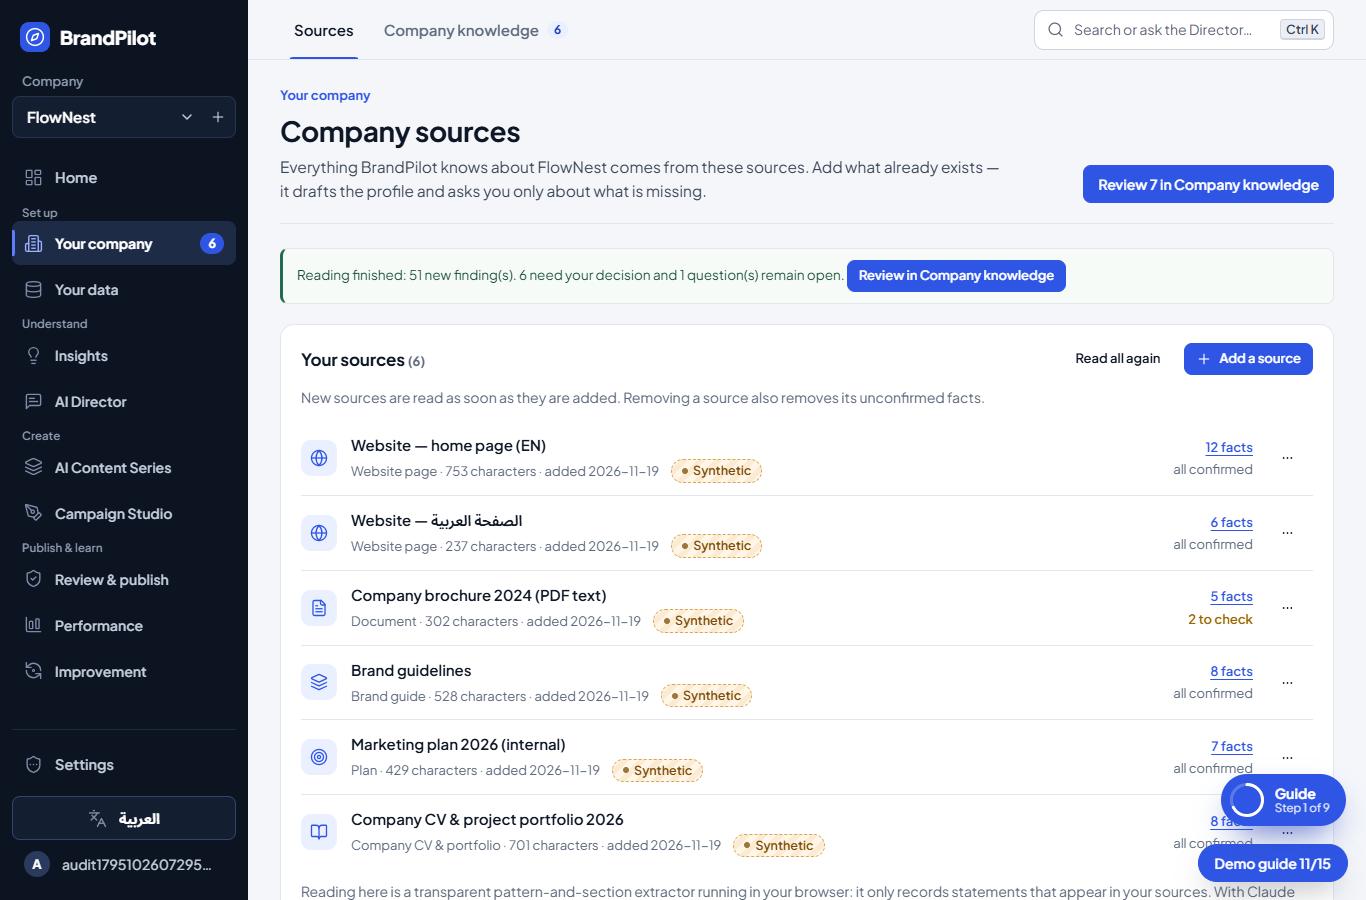 BrandPilot
Company
FlowNest
Home
Set up
Your company 6
Your data
Understand
Insights
AI Director
Create
AI Content Series
Campaign Studio
Publish & learn
Review & publish
Performance
Improvement
Settings
العربية
A audit1795102607295...
Sources Company knowledge 6
Search or ask the Director... Ctrl K
Your company
Company sources
Everything BrandPilot knows about FlowNest comes from these sources. Add what already exists —
it drafts the profile and asks you only about what is missing.
Review 7 in Company knowledge
Reading finished: 51 new finding(s). 6 need your decision and 1 question(s) remain open. Review in Company knowledge
Your sources (6)
Read all again
+ Add a source
New sources are read as soon as they are added. Removing a source also removes its unconfirmed facts.
Website — home page (EN)
Website page · 753 characters · added 2026-11-19 Synthetic
12 facts
all confirmed
...
Website — الصفحة العربية
Website page · 237 characters · added 2026-11-19 Synthetic
6 facts
all confirmed
...
Company brochure 2024 (PDF text)
Document · 302 characters · added 2026-11-19 Synthetic
5 facts
2 to check
...
Brand guidelines
Brand guide · 528 characters · added 2026-11-19 Synthetic
8 facts
all confirmed
...
Marketing plan 2026 (internal)
Plan · 429 characters · added 2026-11-19 Synthetic
7 facts
all confirmed
...
Company CV & project portfolio 2026
Company CV & portfolio · 701 characters · added 2026-11-19 Synthetic
8
all
...
Guide
Step 1 of 9
Demo guide 11/15
Reading here is a transparent pattern-and-section extractor running in your browser: it only records statements that appear in your sources. With Claude